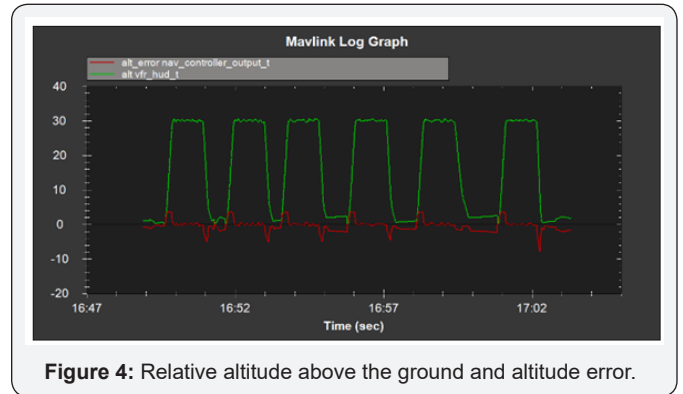 Mavlink Log Graph
alt_error nav_controller_output_t
alt vfr_hud_t
40
30
20
10
0
-10
-20
16:47 16:52 16:57 17:02
Time (sec)
Figure 4: Relative altitude above the ground and altitude error.